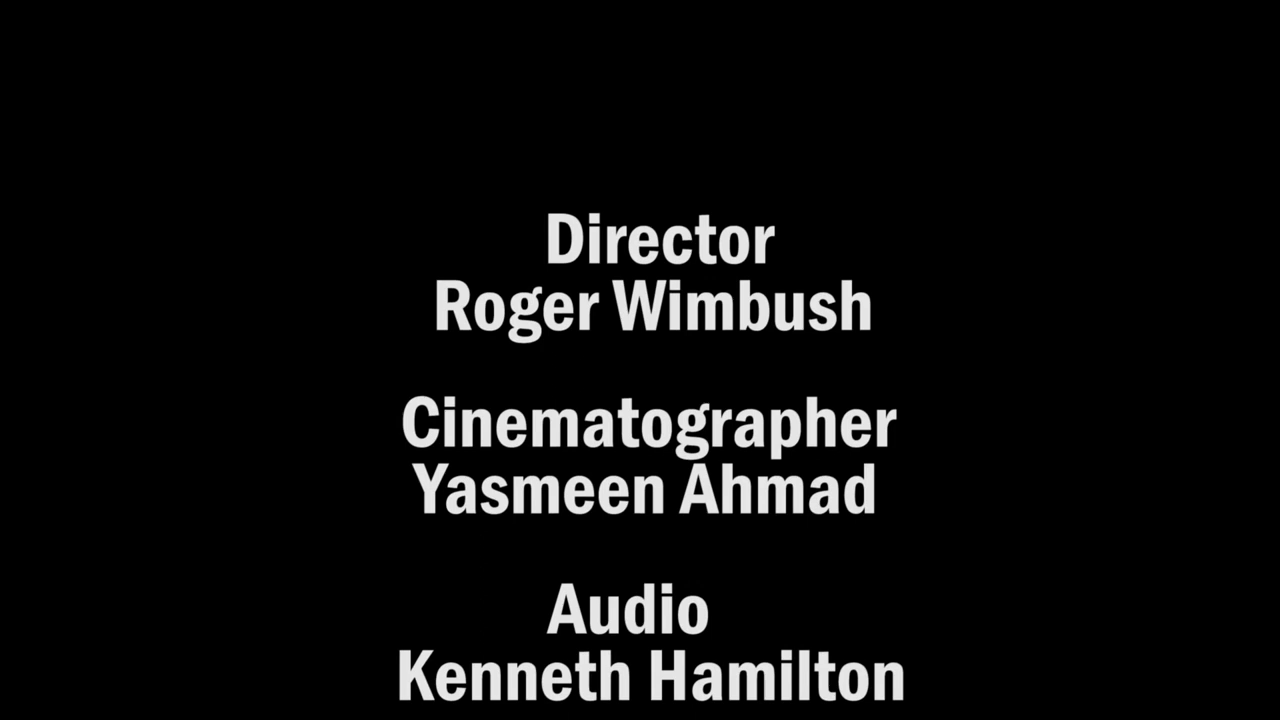 Director
Roger Wimbush
Cinematographer
Yasmeen Ahmad
Audio
Kenneth Hamilton